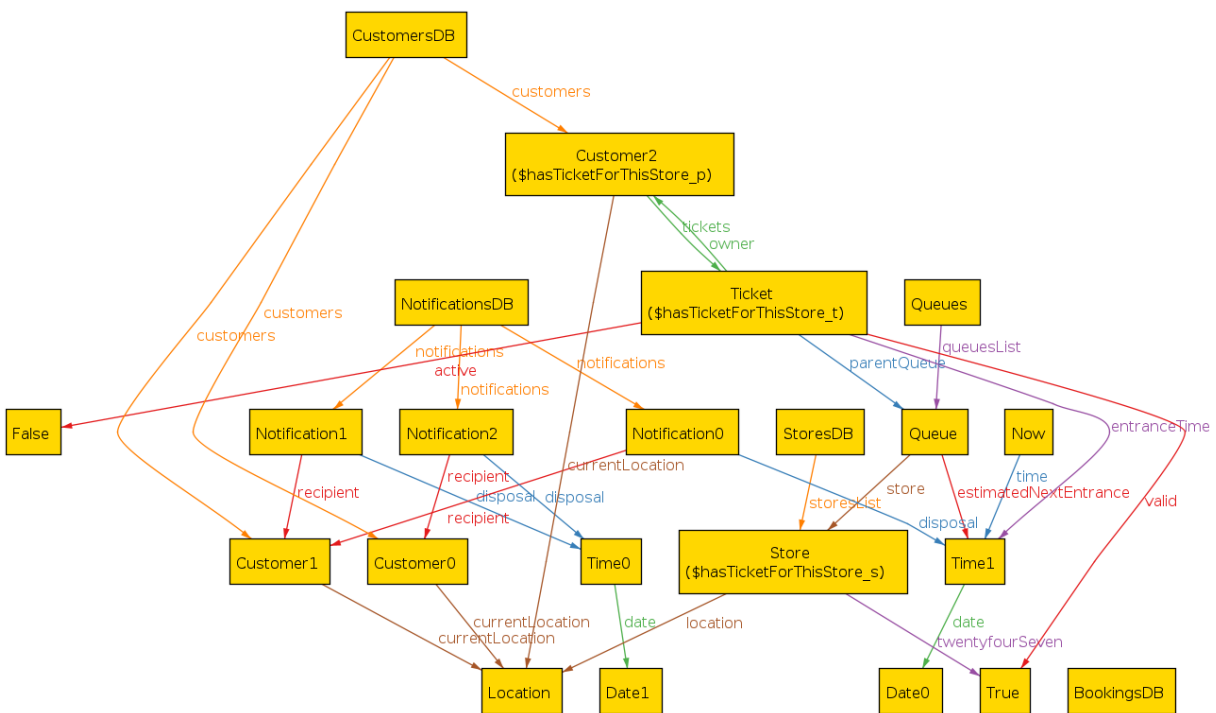 CustomersDB
customers
Customer2
($hasTicketForThisStore_p)
tickets
owner
Ticket
($hasTicketForThisStore_t)
NotificationsDB
Queues
customers
customers
notifications
notifications
notifications
active
parentQueue
queuesList
entranceTime
False
Notification1
Notification2
Notification0
StoresDB
Queue
Now
currentLocation
recipient
recipient
recipient
disposal
disposal
disposal
storesList
store
estimatedNextEntrance
time
valid
Customer1
Customer0
Time0
Store
($hasTicketForThisStore_s)
Time1
currentLocation
currentLocation
date
location
twentyfourSeven
date
Location
Date1
Date0
True
BookingsDB